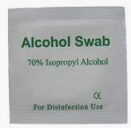 Alcohol Swab
70% Isopropyl Alcohol
CE
For Disinfection Use